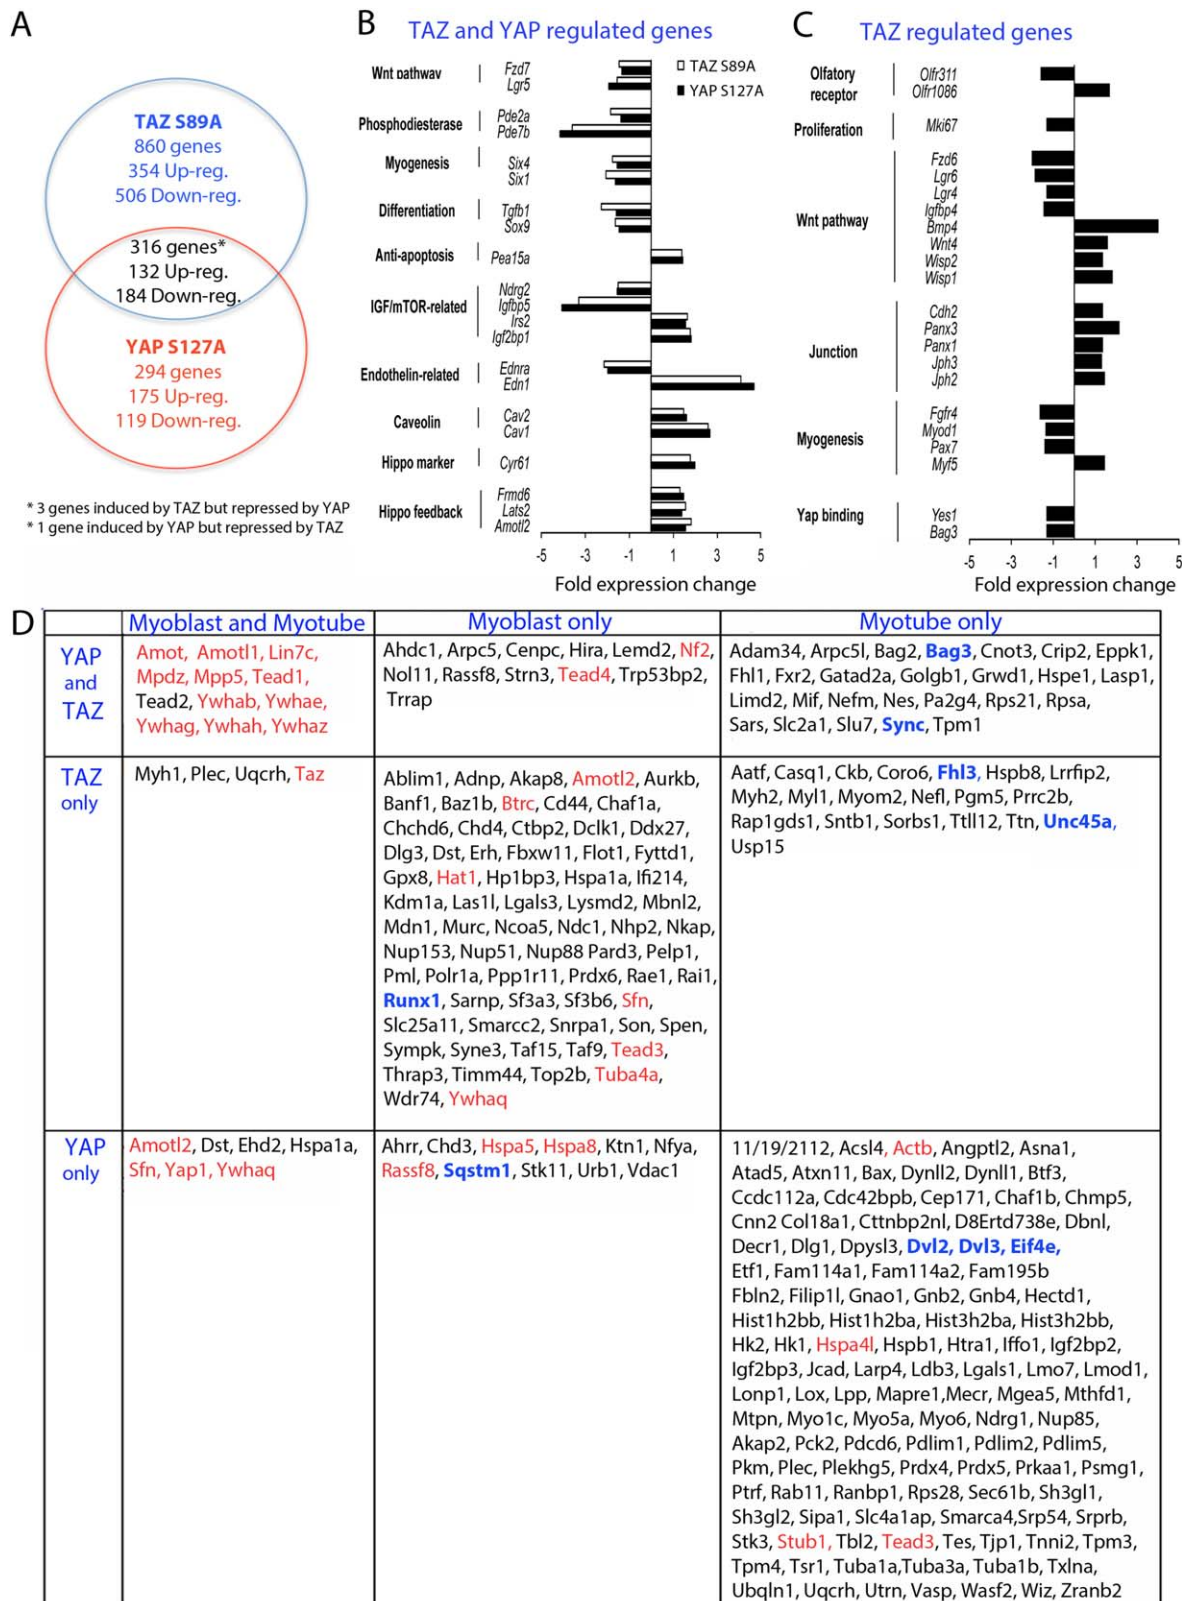 A
TAZ S89A
860 genes
354 Up-reg.
506 Down-reg.
316 genes*
132 Up-reg.
184 Down-reg.
YAP S127A
294 genes
175 Up-reg.
119 Down-reg.
* 3 genes induced by TAZ but repressed by YAP
* 1 gene induced by YAP but repressed by TAZ
B
TAZ and YAP regulated genes
TAZ S89A
YAP S127A
Wnt pathway
Fzd7
Lgr5
Phosphodiesterase
Pde2a
Pde7b
Myogenesis
Six4
Six1
Differentiation
Tgfb1
Sox9
Anti-apoptosis
Pea15a
IGF/mTOR-related
Ndrg2
Igfbp5
Irs2
Igf2bp1
Endothelin-related
Ednra
Edn1
Caveolin
Cav2
Cav1
Hippo marker
Cyr61
Hippo feedback
Frmd6
Lats2
Amotl2
-5 -3 -1 1 3 5
Fold expression change
C
TAZ regulated genes
Olfatory
receptor
Olfr311
Olfr1086
Proliferation
Mki67
Wnt pathway
Fzd6
Lgr6
Lgr4
Igfbp4
Bmp4
Wnt4
Wisp2
Wisp1
Junction
Cdh2
Panx3
Panx1
Jph3
Jph2
Myogenesis
Fgfr4
Myod1
Pax7
Myf5
Yap binding
Yes1
Bag3
-5 -3 -1 1 3 5
Fold expression change
D
Myoblast and Myotube
Myoblast only
Myotube only
YAP
and
TAZ
Amot, Amotl1, Lin7c,
Mpdz, Mpp5, Tead1,
Tead2, Ywhab, Ywhae,
Ywhag, Ywhah, Ywhaz
Ahdc1, Arpc5, Cenpc, Hira, Lemd2, Nf2,
Nol11, Rassf8, Strn3, Tead4, Trp53bp2,
Trrap
Adam34, Arpc5l, Bag2, Bag3, Cnot3, Crip2, Eppk1,
Fhl1, Fxr2, Gatad2a, Golgb1, Grwd1, Hspe1, Lasp1,
Limd2, Mif, Nefm, Nes, Pa2g4, Rps21, Rpsa,
Sars, Slc2a1, Slu7, Sync, Tpm1
TAZ
only
Myh1, Plec, Uqcrh, Taz
Ablim1, Adnp, Akap8, Amotl2, Aurkb,
Banf1, Baz1b, Btrc, Cd44, Chaf1a,
Chchd6, Chd4, Ctbp2, Dclk1, Ddx27,
Dlg3, Dst, Erh, Fbxw11, Flot1, Fyttd1,
Gpx8, Hat1, Hp1bp3, Hspa1a, Ifi214,
Kdm1a, Las1l, Lgals3, Lysmd2, Mbnl2,
Mdn1, Murc, Ncoa5, Ndc1, Nhp2, Nkap,
Nup153, Nup51, Nup88 Pard3, Pelp1,
Pml, Polr1a, Ppp1r11, Prdx6, Rae1, Rai1,
Runx1, Sarnp, Sf3a3, Sf3b6, Sfn,
Slc25a11, Smarcc2, Snrpa1, Son, Spen,
Sympk, Syne3, Taf15, Taf9, Tead3,
Thrap3, Timm44, Top2b, Tuba4a,
Wdr74, Ywhaq
Aatf, Casq1, Ckb, Coro6, Fhl3, Hspb8, Lrrfip2,
Myh2, Myl1, Myom2, Nefl, Pgm5, Prrc2b,
Rap1gds1, Sntb1, Sorbs1, Ttll12, Ttn, Unc45a,
Usp15
YAP
only
Amotl2, Dst, Ehd2, Hspa1a,
Sfn, Yap1, Ywhaq
Ahrr, Chd3, Hspa5, Hspa8, Ktn1, Nfya,
Rassf8, Sqstm1, Stk11, Urb1, Vdac1
11/19/2112, Acsl4, Actb, Angptl2, Asna1,
Atad5, Atxn11, Bax, Dynll2, Dynll1, Btf3,
Ccdc112a, Cdc42bpb, Cep171, Chaf1b, Chmp5,
Cnn2 Col18a1, Cttnbp2nl, D8Ertd738e, Dbnl,
Decr1, Dlg1, Dpysl3, Dvl2, Dvl3, Eif4e,
Etf1, Fam114a1, Fam114a2, Fam195b
Fbln2, Filip1l, Gnao1, Gnb2, Gnb4, Hectd1,
Hist1h2bb, Hist1h2ba, Hist3h2ba, Hist3h2bb,
Hk2, Hk1, Hspa4l, Hspb1, Htra1, Iffo1, Igf2bp2,
Igf2bp3, Jcad, Larp4, Ldb3, Lgals1, Lmo7, Lmod1,
Lonp1, Lox, Lpp, Mapre1,Mecr, Mgea5, Mthfd1,
Mtpn, Myo1c, Myo5a, Myo6, Ndrg1, Nup85,
Akap2, Pck2, Pdcd6, Pdlim1, Pdlim2, Pdlim5,
Pkm, Plec, Plekhg5, Prdx4, Prdx5, Prkaa1, Psmg1,
Ptrf, Rab11, Ranbp1, Rps28, Sec61b, Sh3gl1,
Sh3gl2, Sipa1, Slc4a1ap, Smarca4,Srp54, Srprb,
Stk3, Stub1, Tbl2, Tead3, Tes, Tjp1, Tnni2, Tpm3,
Tpm4, Tsr1, Tuba1a,Tuba3a, Tuba1b, Txlna,
Ubqln1, Uqcrh, Utrn, Vasp, Wasf2, Wiz, Zranb2